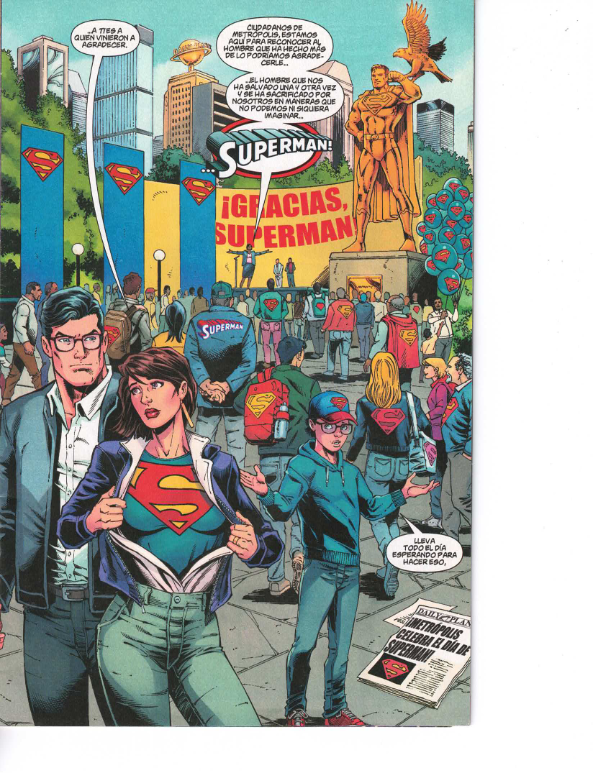 ...A TTES A
QUIEN VINIERON A
AGRADECER.
CIUDADANOS DE
METRÓPOLIS, ESTAMOS
AQUÍ PARA RECONOCER AL
HOMBRE QUE HA HECHO MÁS
DE LO PODRÍAMOS AGRADE-
CERLE...
...EL HOMBRE QUE NOS
HA SALVADO UNA Y OTRA VEZ
Y SE HA SACRIFICADO POR
NOSOTROS EN MANERAS QUE
NO PODEMOS NI SIQUIERA
IMAGINAR...
...SUPERMAN!
¡GRACIAS,
SUPERMAN
SUPERMAN
LLEVA
TODO EL DÍA
ESPERANDO PARA
HACER ESO,
DAILY PLAN
¡METRÓPOLIS
CELEBRA EL DÍA DE
SUPERMAN!